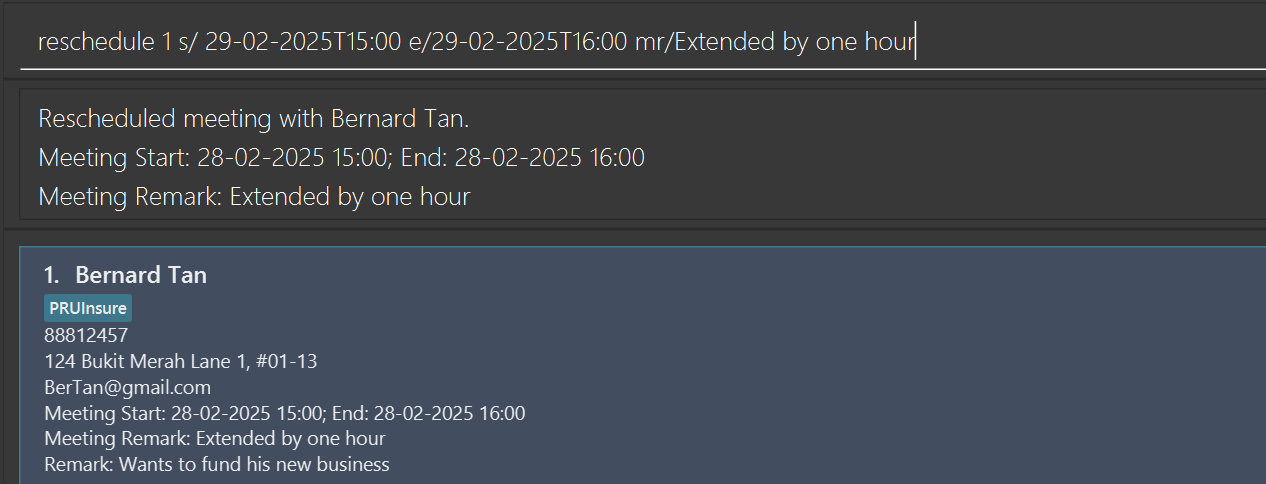 reschedule 1 s/ 29-02-2025T15:00 e/29-02-2025T16:00 mr/Extended by one hour
Rescheduled meeting with Bernard Tan.
Meeting Start: 28-02-2025 15:00; End: 28-02-2025 16:00
Meeting Remark: Extended by one hour
1. Bernard Tan
PRUInsure
88812457
124 Bukit Merah Lane 1, #01-13
BerTan@gmail.com
Meeting Start: 28-02-2025 15:00; End: 28-02-2025 16:00
Meeting Remark: Extended by one hour
Remark: Wants to fund his new business